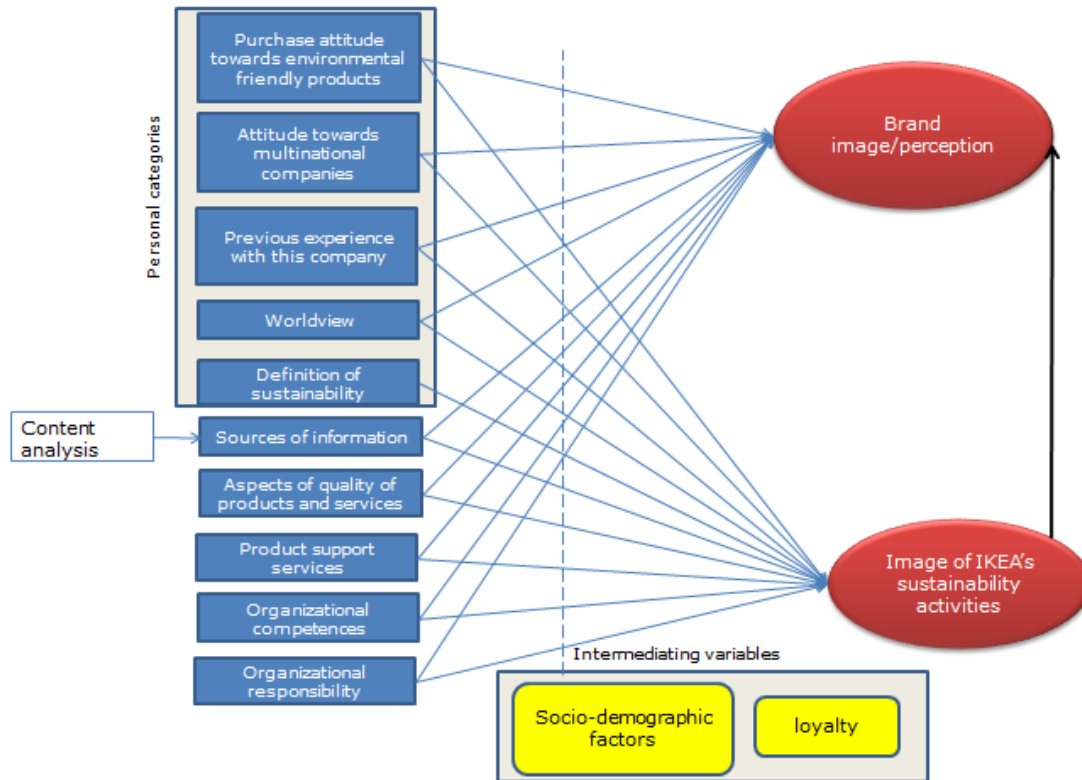 Personal categories
Purchase attitude
towards environmental
friendly products
Attitude towards
multinational
companies
Previous experience
with this company
Worldview
Definition of
sustainability
Content
analysis
Sources of information
Aspects of quality of
products and services
Product support
services
Organizational
competences
Organizational
responsibility
Brand
image/perception
Image of IKEA's
sustainability
activities
Intermediating variables
Socio-demographic
factors
loyalty